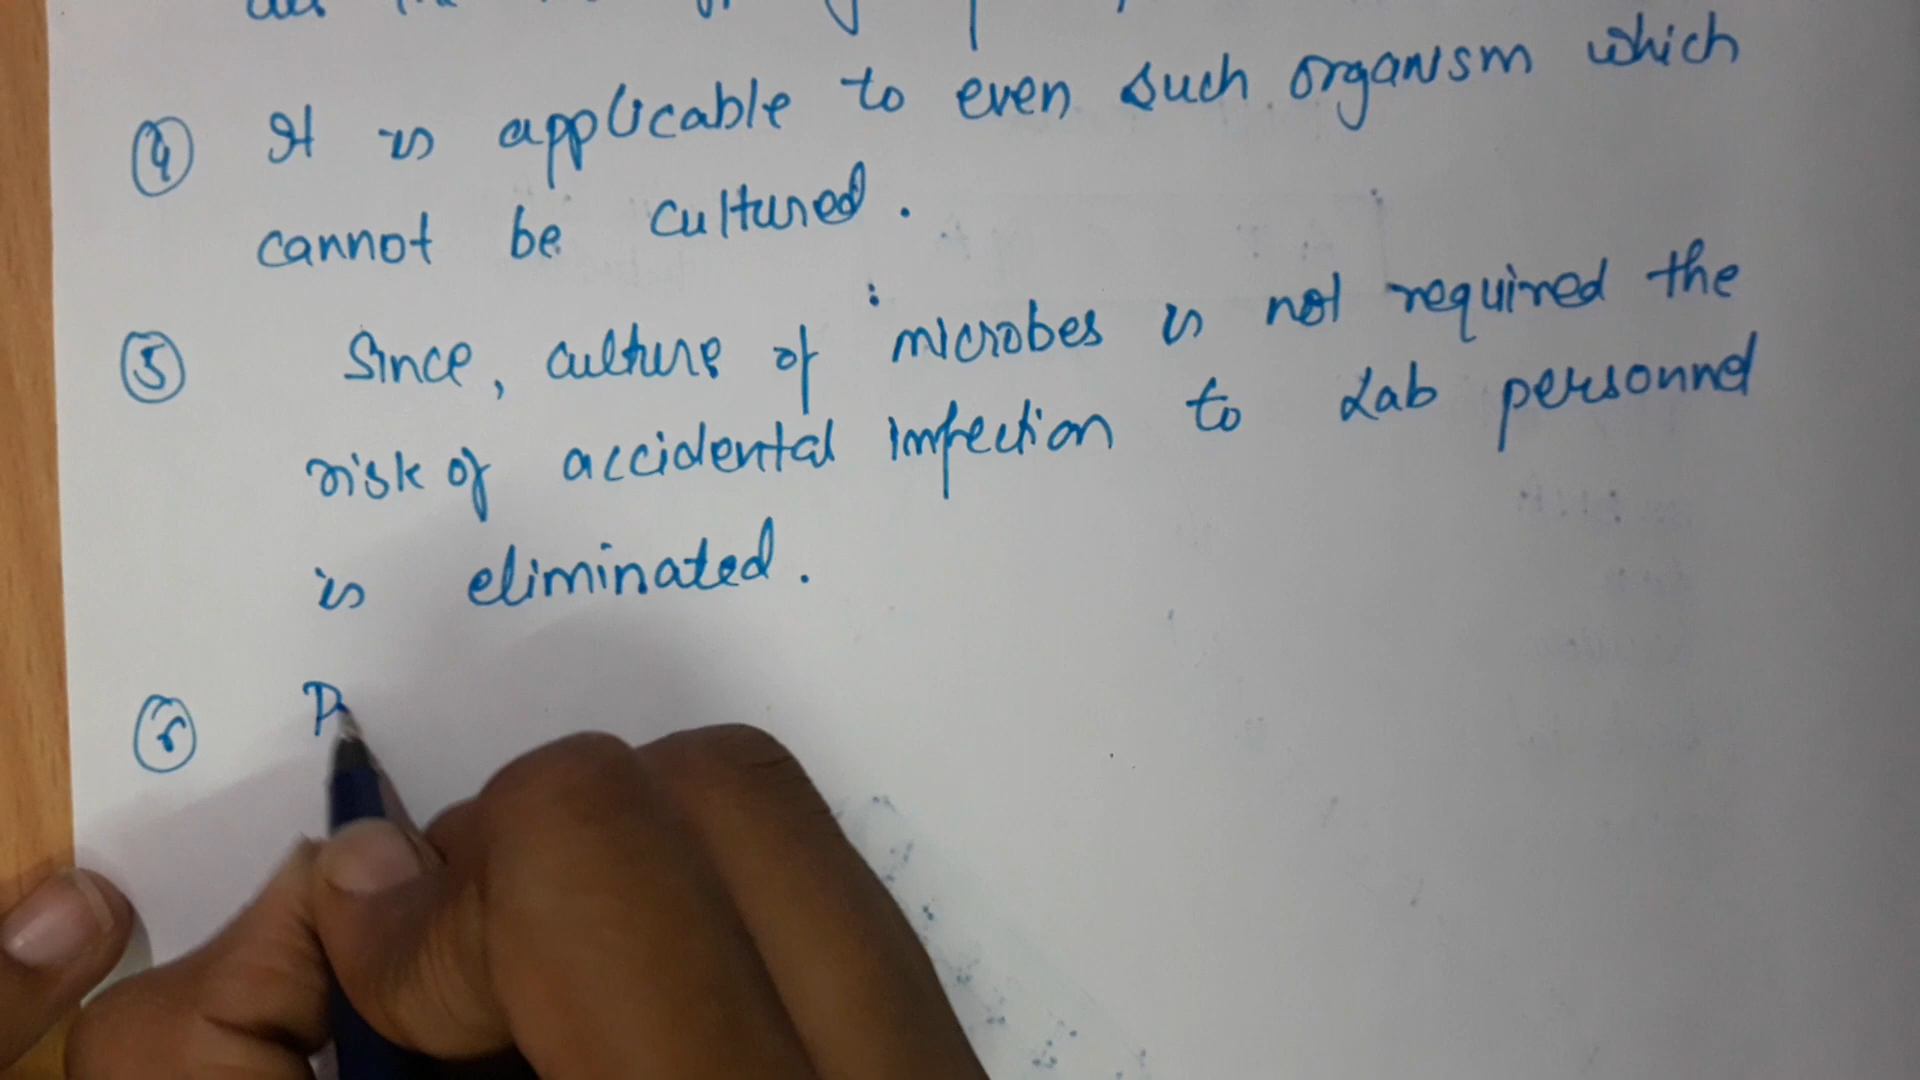 ④ It is applicable to even such organism which
cannot be cultured.
⑤ Since, culture of microbes is not required the
risk of accidental infection to Lab personnel
is eliminated.
⑥ P